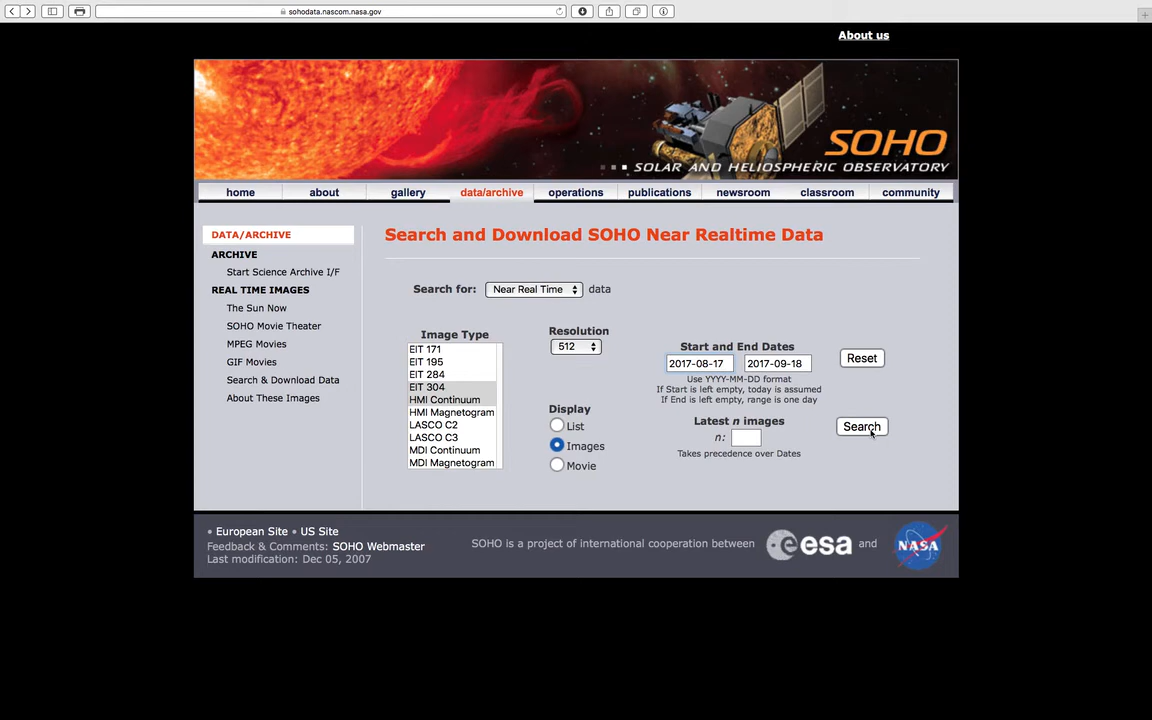 sohodata.nascom.nasa.gov
About us
SOHO
SOLAR AND HELIOSPHERIC OBSERVATORY
home about gallery data/archive operations publications newsroom classroom community
DATA/ARCHIVE
ARCHIVE
Start Science Archive I/F
REAL TIME IMAGES
The Sun Now
SOHO Movie Theater
MPEG Movies
GIF Movies
Search & Download Data
About These Images
Search and Download SOHO Near Realtime Data
Search for: Near Real Time data
Image Type
EIT 171
EIT 195
EIT 284
EIT 304
HMI Continuum
HMI Magnetogram
LASCO C2
LASCO C3
MDI Continuum
MDI Magnetogram
Resolution
512
Display
List
Images
Movie
Start and End Dates
2017-08-17 2017-09-18
Use YYYY-MM-DD format
If Start is left empty, today is assumed
If End is left empty, range is one day
Latest n images
n:
Takes precedence over Dates
Reset
Search
• European Site • US Site
Feedback & Comments: SOHO Webmaster
Last modification: Dec 05, 2007
SOHO is a project of international cooperation between esa and NASA